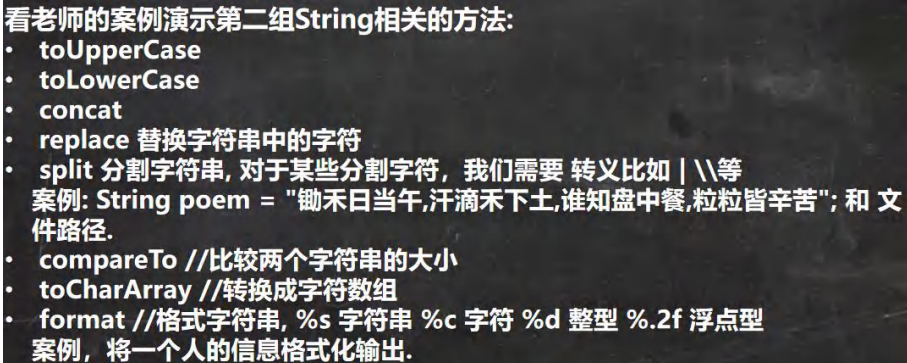 看老师的案例演示第二组String相关的方法:
• toUpperCase
• toLowerCase
• concat
• replace 替换字符串中的字符
• split 分割字符串, 对于某些分割字符，我们需要 转义比如 | \\等
案例: String poem = "锄禾日当午,汗滴禾下土,谁知盘中餐,粒粒皆辛苦"; 和 文
件路径.
• compareTo //比较两个字符串的大小
• toCharArray //转换成字符数组
• format //格式字符串, %s 字符串 %c 字符 %d 整型 %.2f 浮点型
案例，将一个人的信息格式化输出.